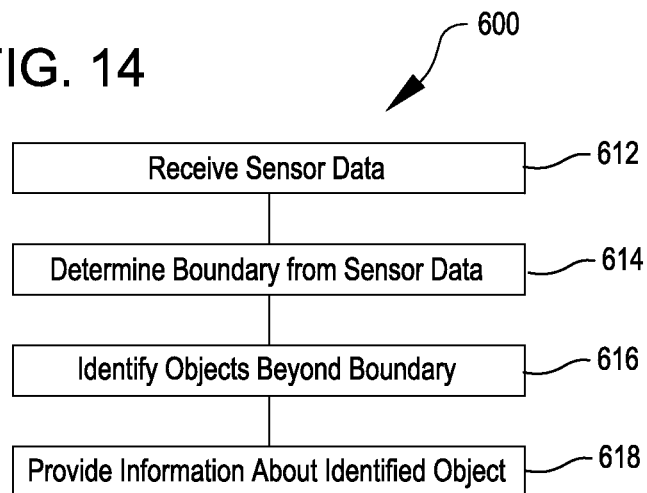 600
FIG. 14
Receive Sensor Data
612
Determine Boundary from Sensor Data
614
Identify Objects Beyond Boundary
616
Provide Information About Identified Object
618